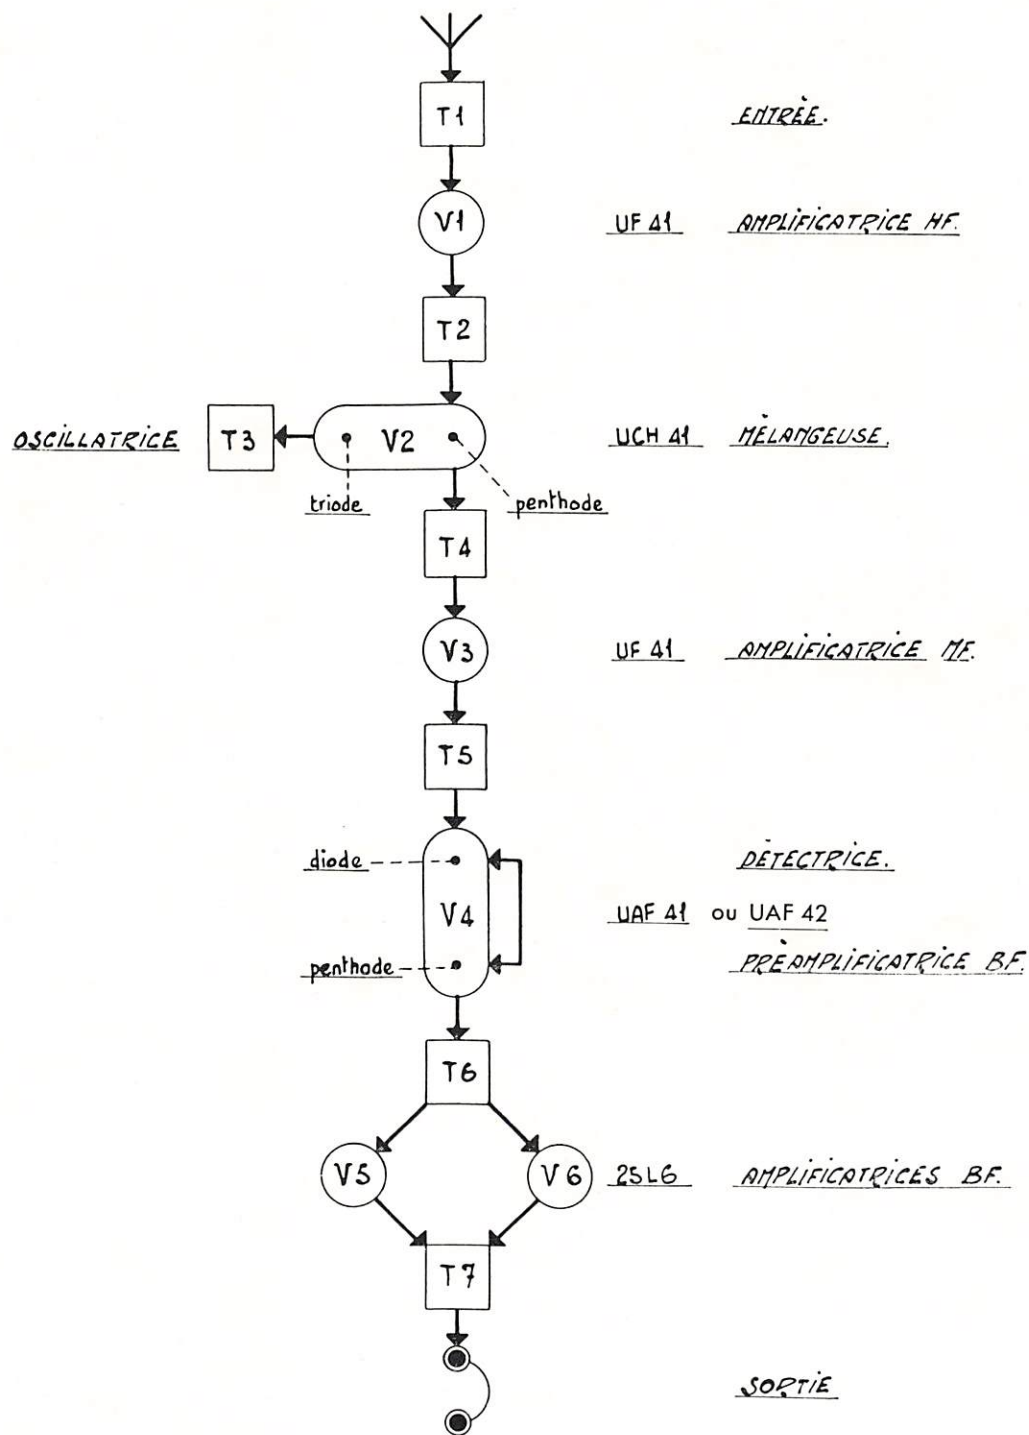 T1 ENTRÉE.
V1 UF 41 AMPLIFICATRICE HF.
T2
OSCILLATRICE T3 V2 UCH 41 MÉLANGEUSE.
triode penthode
T4
V3 UF 41 AMPLIFICATRICE MF.
T5
diode DÉTECTRICE.
V4 UAF 41 ou UAF 42
penthode PRÉAMPLIFICATRICE BF.
T6
V5 V6 25L6 AMPLIFICATRICES BF.
T7
SORTIE